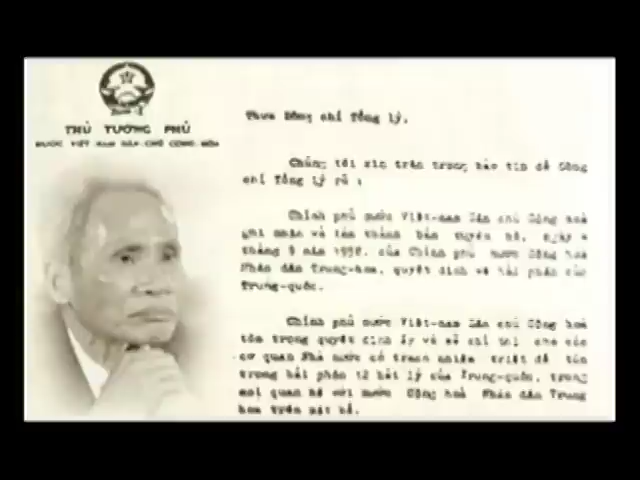 THỦ TƯỚNG PHỦ
NƯỚC VIỆT-NAM DÂN CHỦ CỘNG HÒA
Thưa Đồng chí Tổng lý,
Chúng tôi xin trân trọng báo tin để Đồng
chí Tổng lý rõ :
Chính phủ nước Việt-nam Dân chủ Cộng hoà
ghi nhận và tán thành bản tuyên bố, ngày 4
tháng 9 năm 1958, của Chính phủ nước Cộng hoà
Nhân dân Trung-hoa, quyết định về hải phận của
Trung-quốc.
Chính phủ nước Việt-nam Dân chủ Cộng hoà
tôn trọng quyết định ấy và sẽ chỉ thị cho các
cơ quan Nhà nước có trách nhiệm triệt để tôn
trọng hải phận 12 hải lý của Trung-quốc, trong
mọi quan hệ với nước Cộng hoà Nhân dân Trung
hoa trên mặt bể.